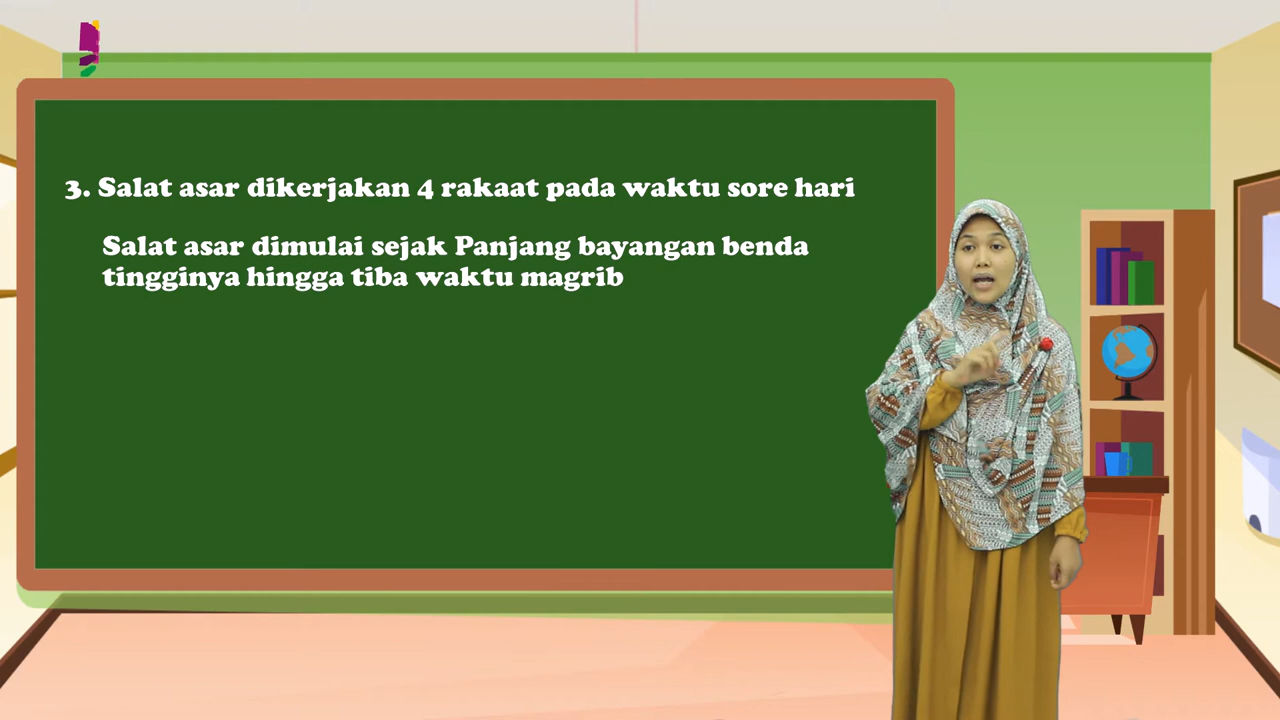 3. Salat asar dikerjakan 4 rakaat pada waktu sore hari
Salat asar dimulai sejak Panjang bayangan benda
tingginya hingga tiba waktu magrib